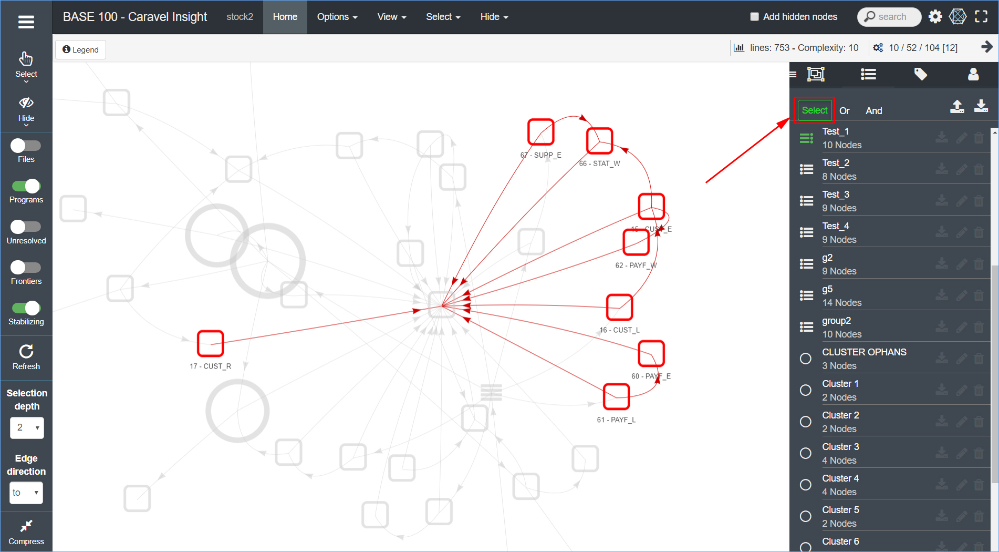 BASE 100 - Caravel Insight
stock2
Home
Options
View
Select
Hide
Add hidden nodes
search
Legend
lines: 753 - Complexity: 10
10 / 52 / 104 [12]
Select
Hide
Files
Programs
Unresolved
Frontiers
Stabilizing
Refresh
Selection
depth
2
Edge
direction
to
Compress
67 - SUPP_E
66 - STAT_W
15 - CUST_E
62 - PAYF_W
16 - CUST_L
17 - CUST_R
60 - PAYF_E
61 - PAYF_L
Select
Or
And
Test_1
10 Nodes
Test_2
8 Nodes
Test_3
9 Nodes
Test_4
9 Nodes
g2
9 Nodes
g5
14 Nodes
group2
10 Nodes
CLUSTER OPHANS
3 Nodes
Cluster 1
2 Nodes
Cluster 2
2 Nodes
Cluster 3
4 Nodes
Cluster 4
4 Nodes
Cluster 5
2 Nodes
Cluster 6